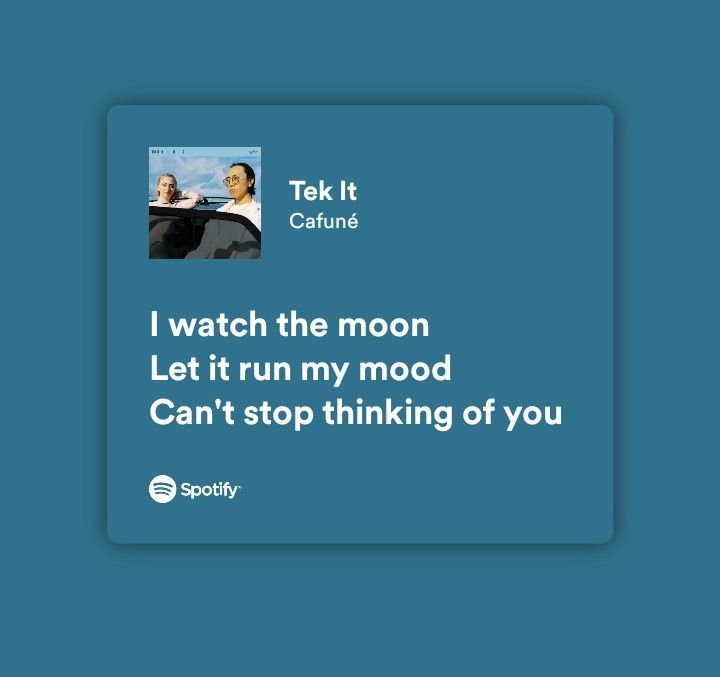 Tek It
Cafuné
I watch the moon
Let it run my mood
Can't stop thinking of you
Spotify